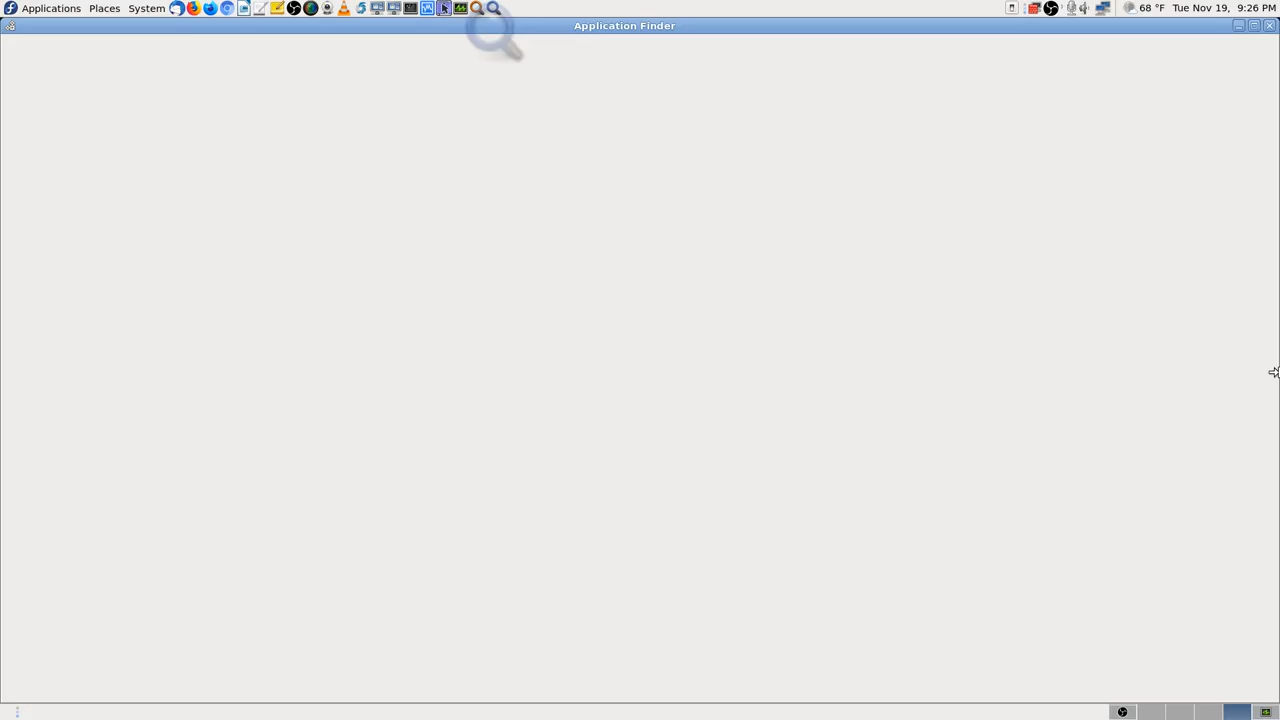 Applications Places System 68 °F Tue Nov 19, 9:26 PM
Application Finder